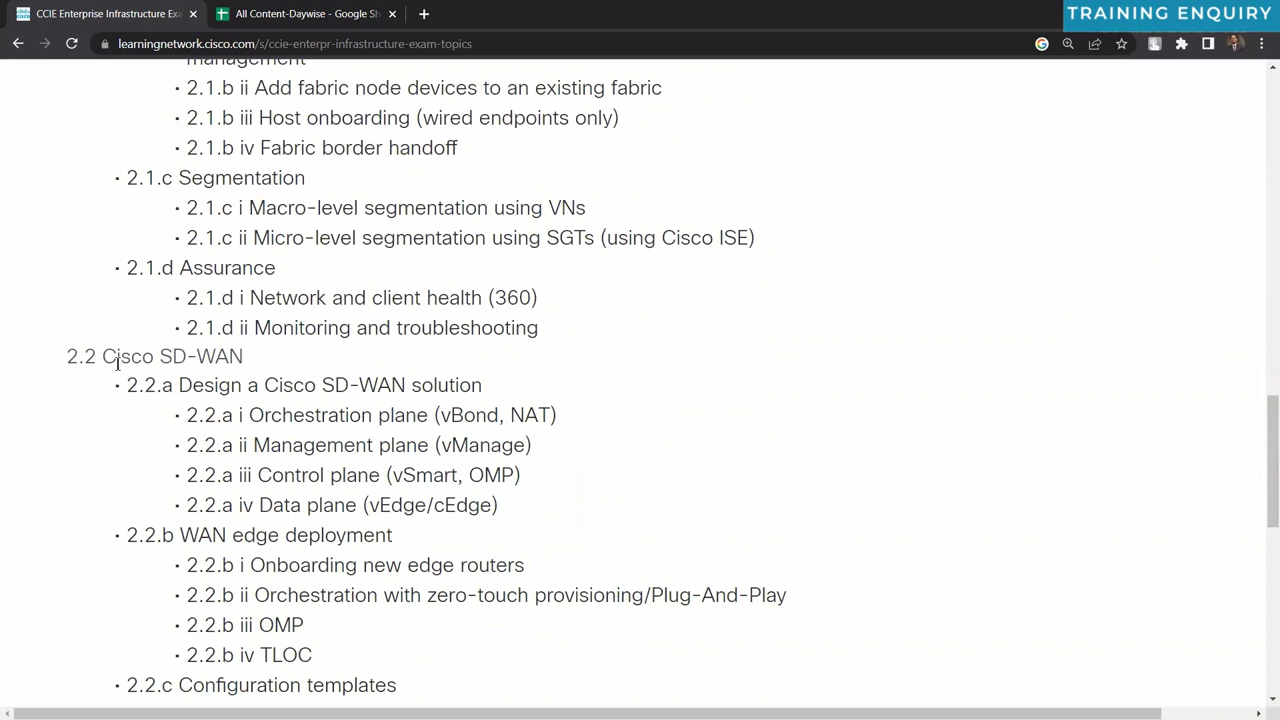 CCIE Enterprise Infrastructure Exa
All Content-Daywise - Google Sh
TRAINING ENQUIRY
learningnetwork.cisco.com/s/ccie-enterpr-infrastructure-exam-topics
management
2.1.b ii Add fabric node devices to an existing fabric
2.1.b iii Host onboarding (wired endpoints only)
2.1.b iv Fabric border handoff
2.1.c Segmentation
2.1.c i Macro-level segmentation using VNs
2.1.c ii Micro-level segmentation using SGTs (using Cisco ISE)
2.1.d Assurance
2.1.d i Network and client health (360)
2.1.d ii Monitoring and troubleshooting
2.2 Cisco SD-WAN
2.2.a Design a Cisco SD-WAN solution
2.2.a i Orchestration plane (vBond, NAT)
2.2.a ii Management plane (vManage)
2.2.a iii Control plane (vSmart, OMP)
2.2.a iv Data plane (vEdge/cEdge)
2.2.b WAN edge deployment
2.2.b i Onboarding new edge routers
2.2.b ii Orchestration with zero-touch provisioning/Plug-And-Play
2.2.b iii OMP
2.2.b iv TLOC
2.2.c Configuration templates